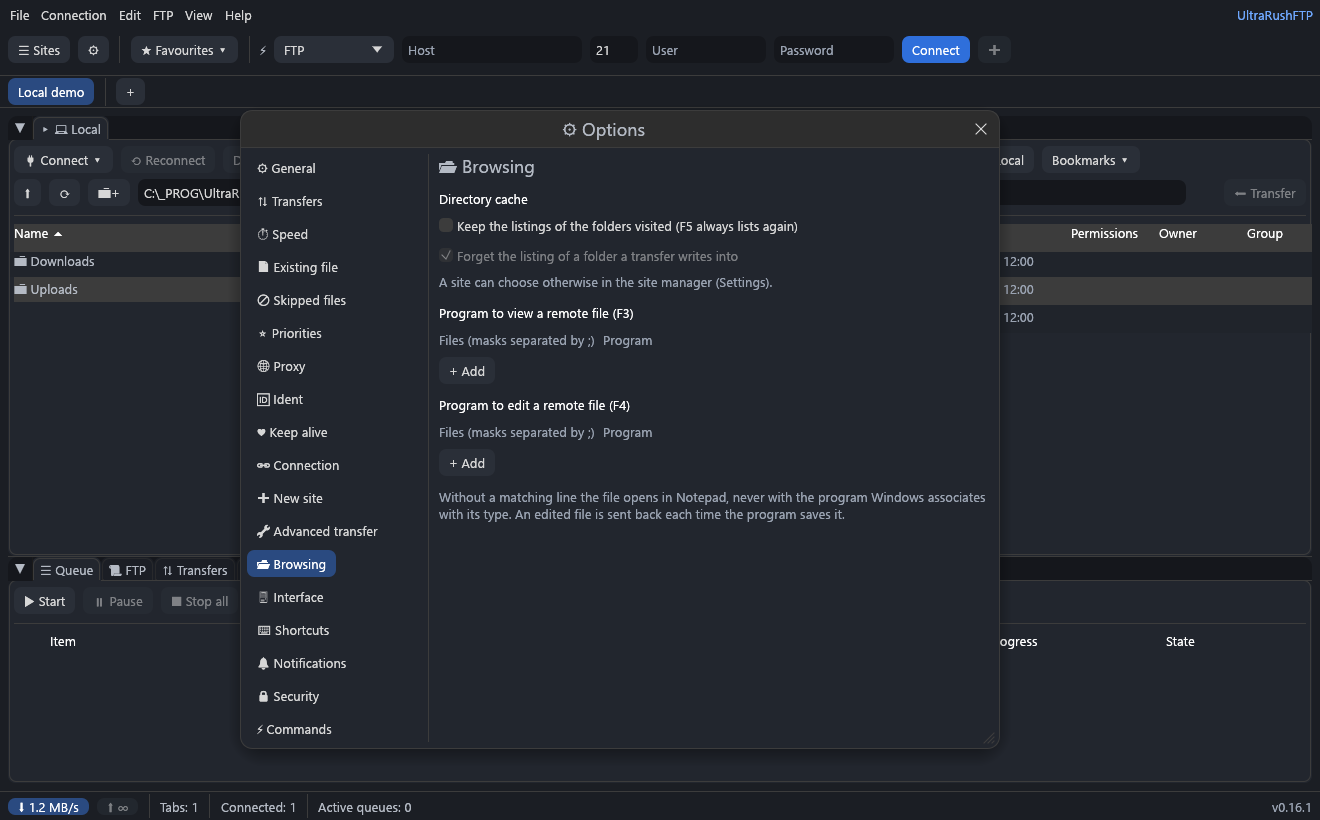 File Connection Edit FTP View Help UltraRushFTP
Sites Favourites FTP Host 21 User Password Connect +
Local demo +
Local
Options
Connect Reconnect Bookmarks
C:\_PROG\UltraR Transfer
Name Permissions Owner Group
Downloads 12:00
Uploads 12:00
12:00
General
Transfers
Speed
Existing file
Skipped files
Priorities
Proxy
Ident
Keep alive
Connection
New site
Advanced transfer
Browsing
Interface
Shortcuts
Notifications
Security
Commands
Browsing
Directory cache
Keep the listings of the folders visited (F5 always lists again)
Forget the listing of a folder a transfer writes into
A site can choose otherwise in the site manager (Settings).
Program to view a remote file (F3)
Files (masks separated by ;) Program
+ Add
Program to edit a remote file (F4)
Files (masks separated by ;) Program
+ Add
Without a matching line the file opens in Notepad, never with the program Windows associates
with its type. An edited file is sent back each time the program saves it.
Queue FTP Transfers
Start Pause Stop all
Item ogress State
1.2 MB/s ∞ Tabs: 1 Connected: 1 Active queues: 0 v0.16.1